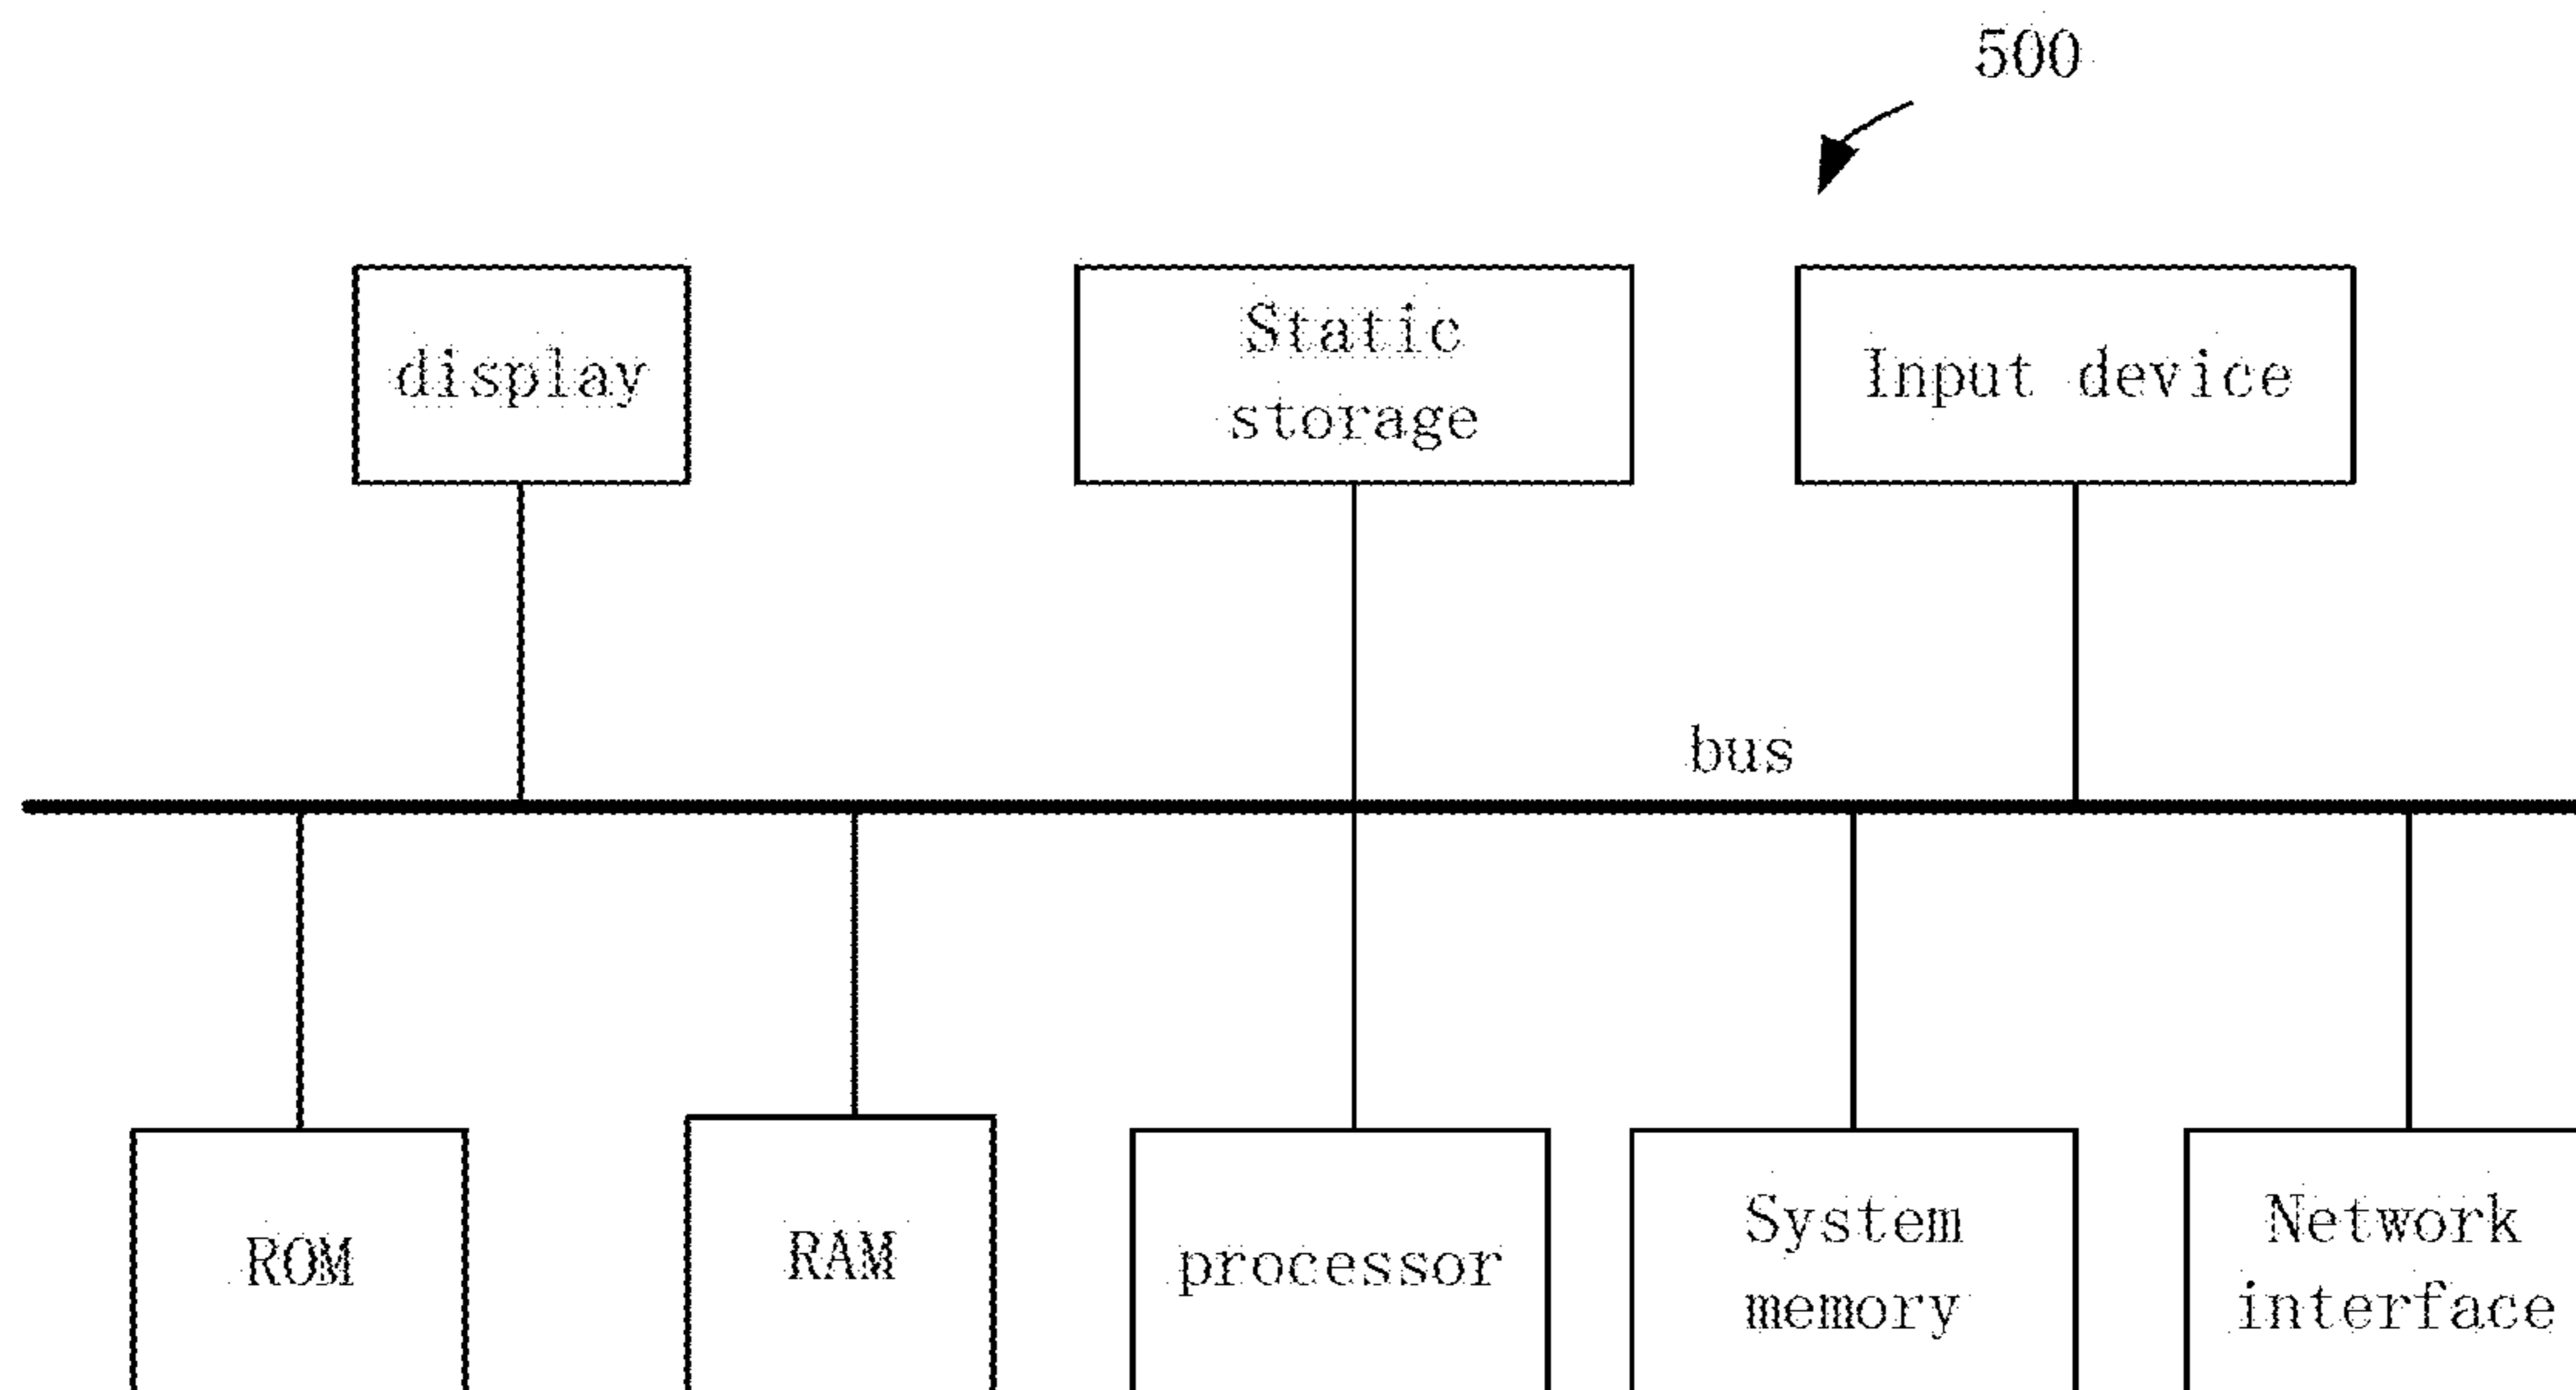 500
display
Static
storage
Input device
bus
ROM
RAM
processor
System
memory
Network
interface